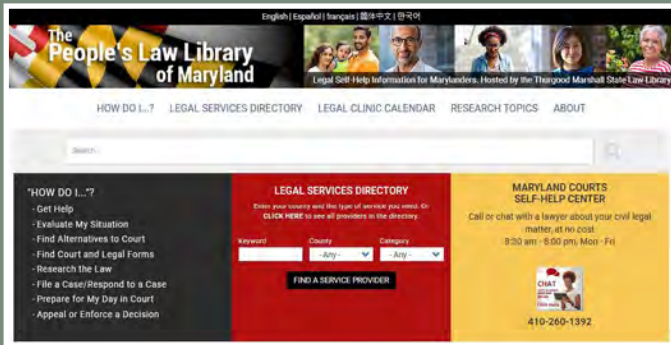 English | Español | français | 簡体中文 | 한국어
The
People's Law Library
of Maryland
Legal Self-Help Information for Marylanders. Hosted by the Thurgood Marshall State Law Library
HOW DO I...? LEGAL SERVICES DIRECTORY LEGAL CLINIC CALENDAR RESEARCH TOPICS ABOUT
Search...
"HOW DO I..."?
- Get Help
- Evaluate My Situation
- Find Alternatives to Court
- Find Court and Legal Forms
- Research the Law
- File a Case/Respond to a Case
- Prepare for My Day in Court
- Appeal or Enforce a Decision
LEGAL SERVICES DIRECTORY
Enter your county and the type of service you need. Or
CLICK HERE to see all providers in the directory.
Keyword County Category
- Any - - Any -
FIND A SERVICE PROVIDER
MARYLAND COURTS
SELF-HELP CENTER
Call or chat with a lawyer about your civil legal
matter, at no cost
8:30 am - 8:00 pm, Mon - Fri
CHAT
410-260-1392